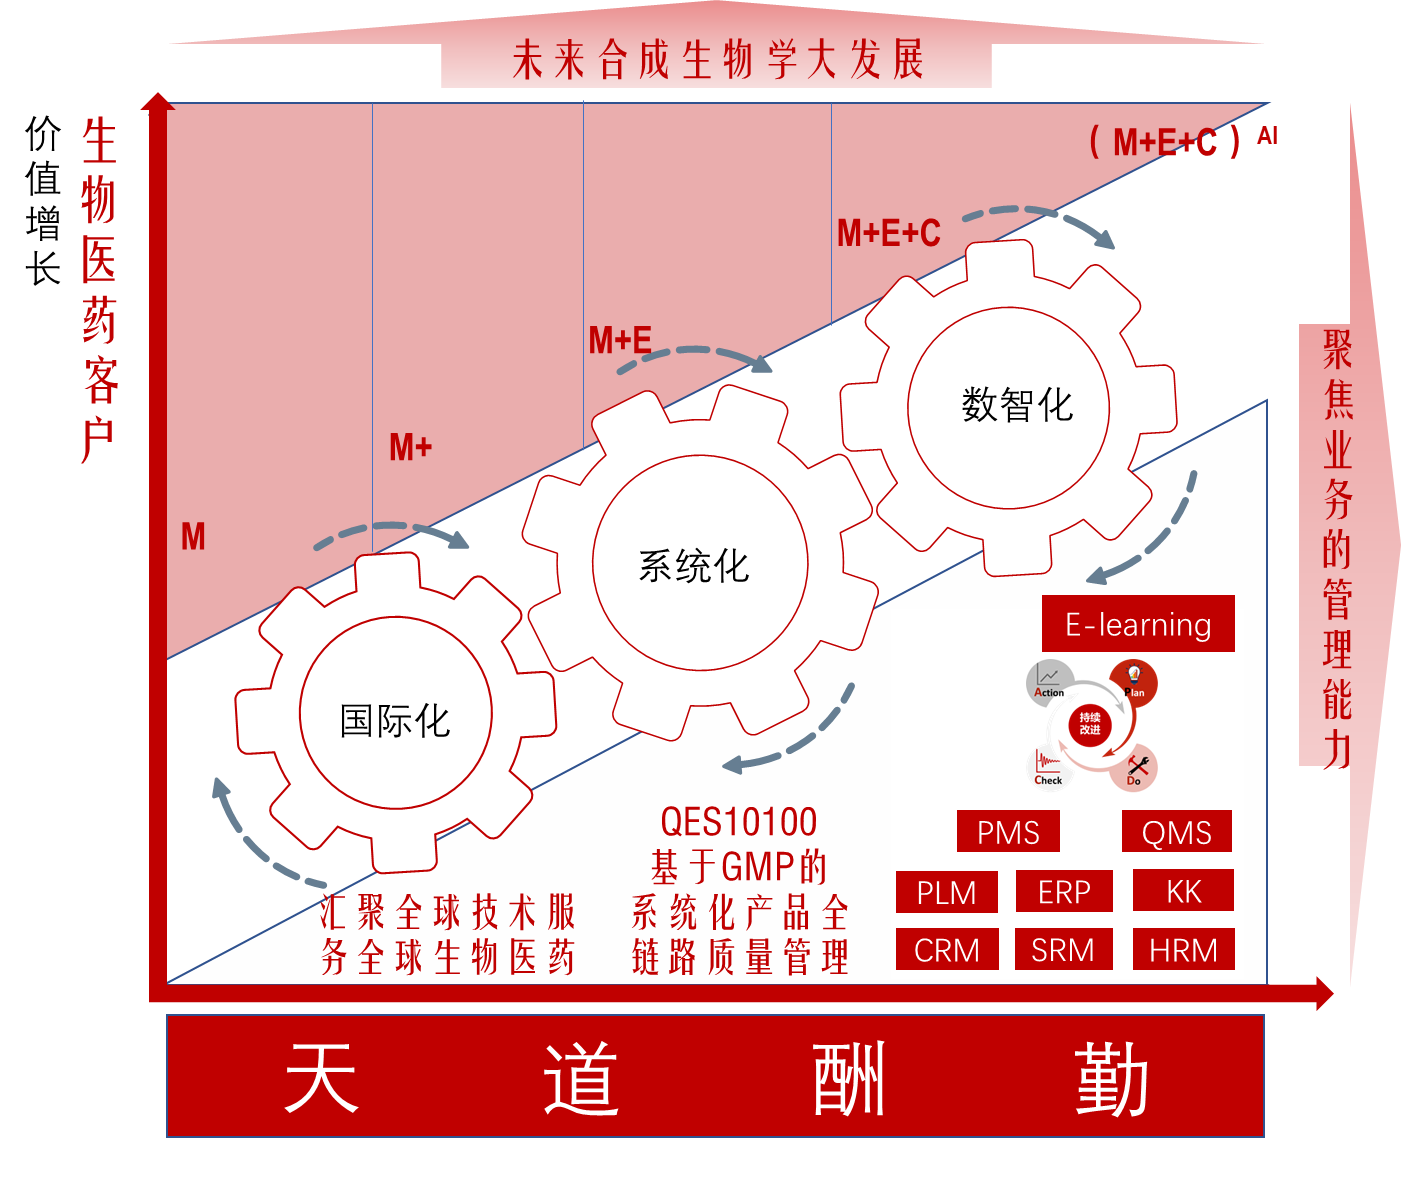 未来合成生物学大发展
价值增长
生物医药客户
（M+E+C）AI
M+E+C
M+E
M+
M
数智化
系统化
国际化
聚焦业务的管理能力
E-learning
Action
Plan
持续
改进
Check
Do
QES10100
基于GMP的
系统化产品全
链路质量管理
汇聚全球技术服
务全球生物医药
PMS
QMS
PLM
ERP
KK
CRM
SRM
HRM
天道酬勤